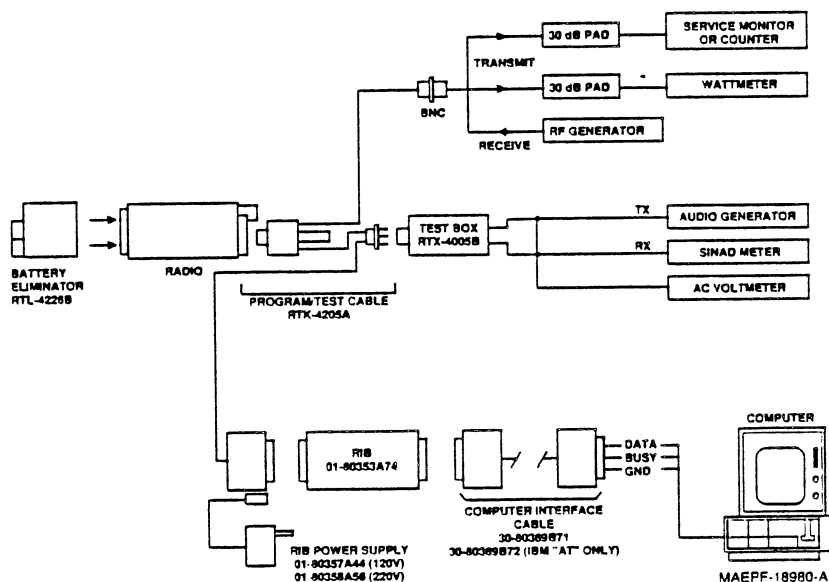 30 dB PAD
SERVICE MONITOR
OR COUNTER
TRANSMIT
30 dB PAD
WATTMETER
BNC
RECEIVE
RF GENERATOR
BATTERY
ELIMINATOR
RTL-4226B
RADIO
PROGRAM/TEST CABLE
RTK-4205A
TEST BOX
RTX-4005B
TX
AUDIO GENERATOR
RX
SINAD METER
AC VOLTMETER
RIB
01-80353A74
RIB POWER SUPPLY
01-80357A44 (120V)
01-80358A56 (220V)
COMPUTER INTERFACE
CABLE
30-80369B71
30-80369B72 (IBM "AT" ONLY)
DATA
BUSY
GND
COMPUTER
MAEPF-18980-A